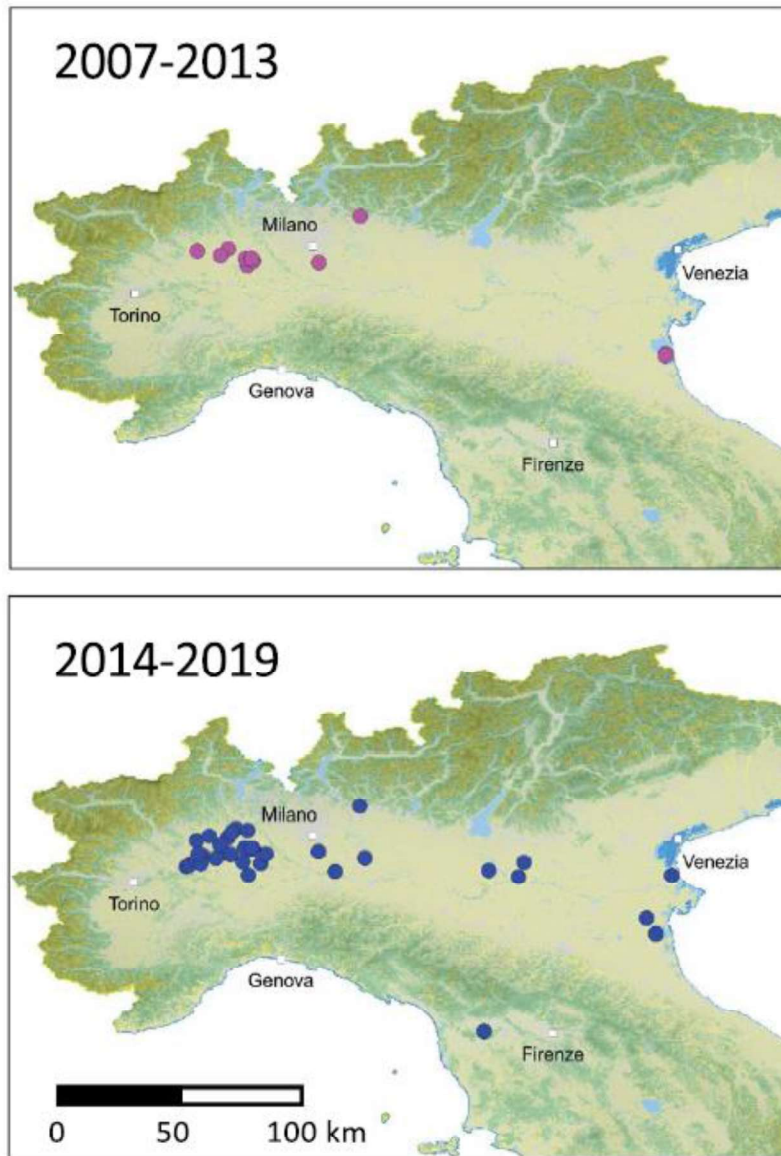 2007-2013
Milano
Venezia
Torino
Genova
Firenze
2014-2019
Milano
Venezia
Torino
Genova
Firenze
0 50 100 km